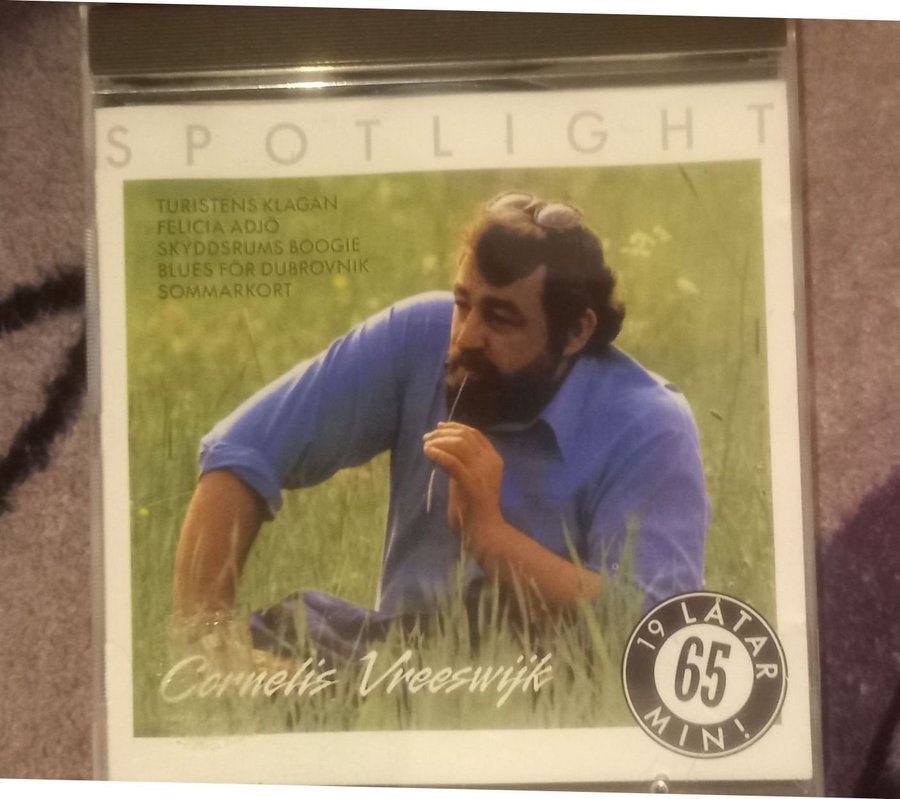 SPOTLIGHT
TURISTENS KLAGAN
FELICIA ADJÖ
SKYDDSRUMS BOOGIE
BLUES FÖR DUBROVNIK
SOMMARKORT
Cornelis Vreeswijk
19 LÅTAR
65
MIN!